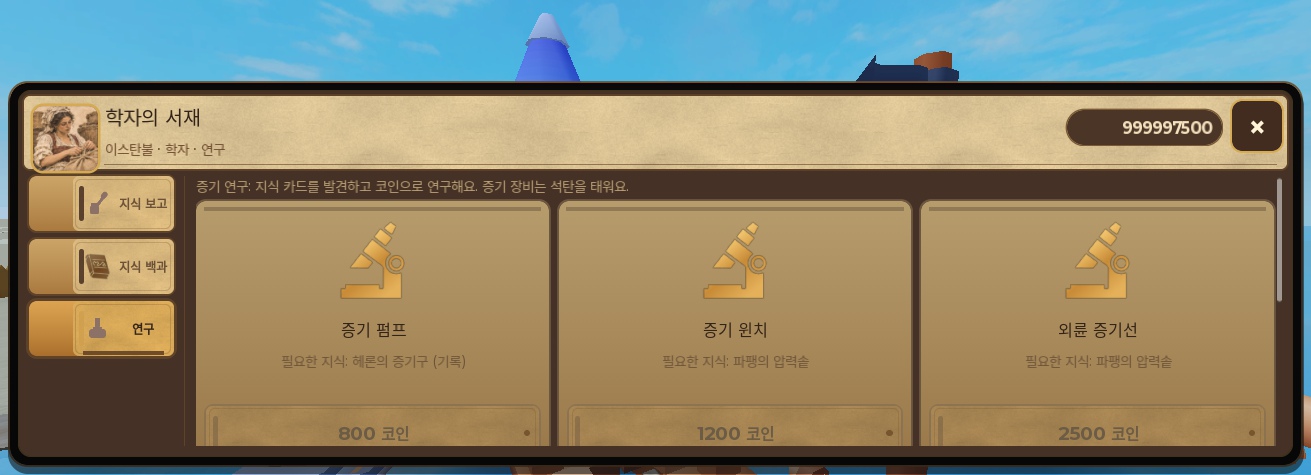 학자의 서재
이스탄불 · 학자 · 연구
999997500
×
지식 보고
지식 백과
연구
증기 연구: 지식 카드를 발견하고 코인으로 연구해요. 증기 장비는 석탄을 태워요.
증기 펌프
필요한 지식: 헤론의 증기구 (기록)
800 코인
증기 윈치
필요한 지식: 파팽의 압력솥
1200 코인
외륜 증기선
필요한 지식: 파팽의 압력솥
2500 코인